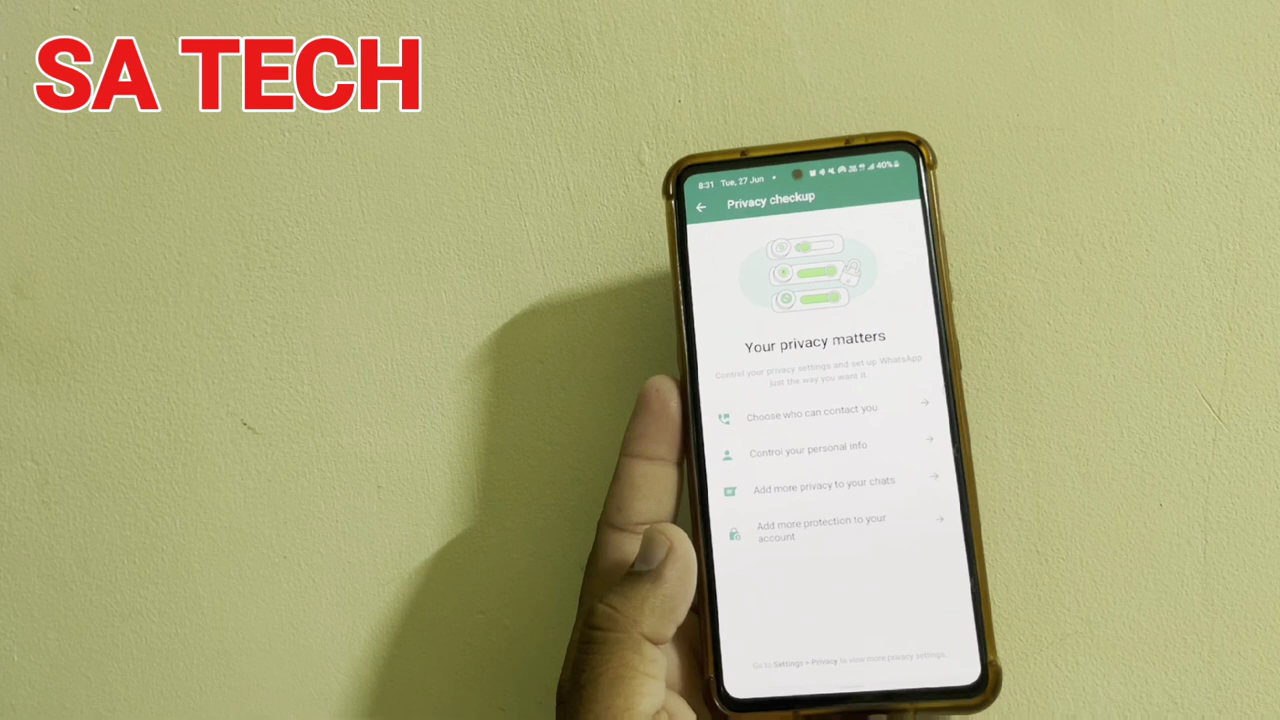 SA TECH
8:31 Tue, 27 Jun
40%
Privacy checkup
Your privacy matters
Control your privacy settings and set up WhatsApp
just the way you want it.
Choose who can contact you
Control your personal info
Add more privacy to your chats
Add more protection to your
account
Go to Settings > Privacy to view more privacy settings.